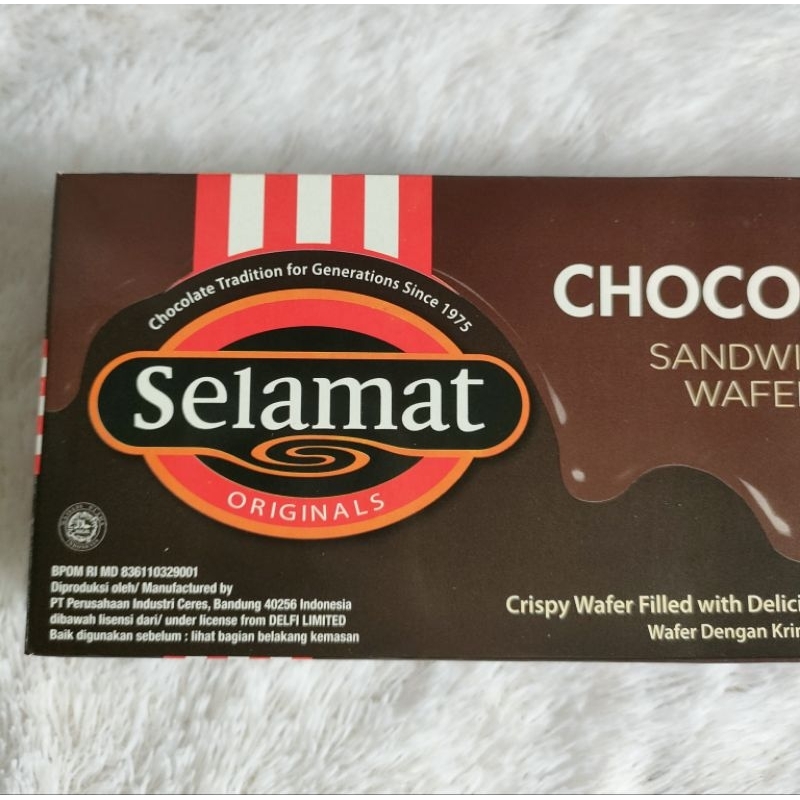 Chocolate Tradition for Generations Since 1975
Selamat
ORIGINALS
CHOCO
SANDWI
WAFE
BPOM RI MD 836110329001
Diproduksi oleh/ Manufactured by
PT Perusahaan Industri Ceres, Bandung 40256 Indonesia
dibawah lisensi dari/ under license from DELFI LIMITED
Baik digunakan sebelum : lihat bagian belakang kemasan
Crispy Wafer Filled with Delici
Wafer Dengan Krim